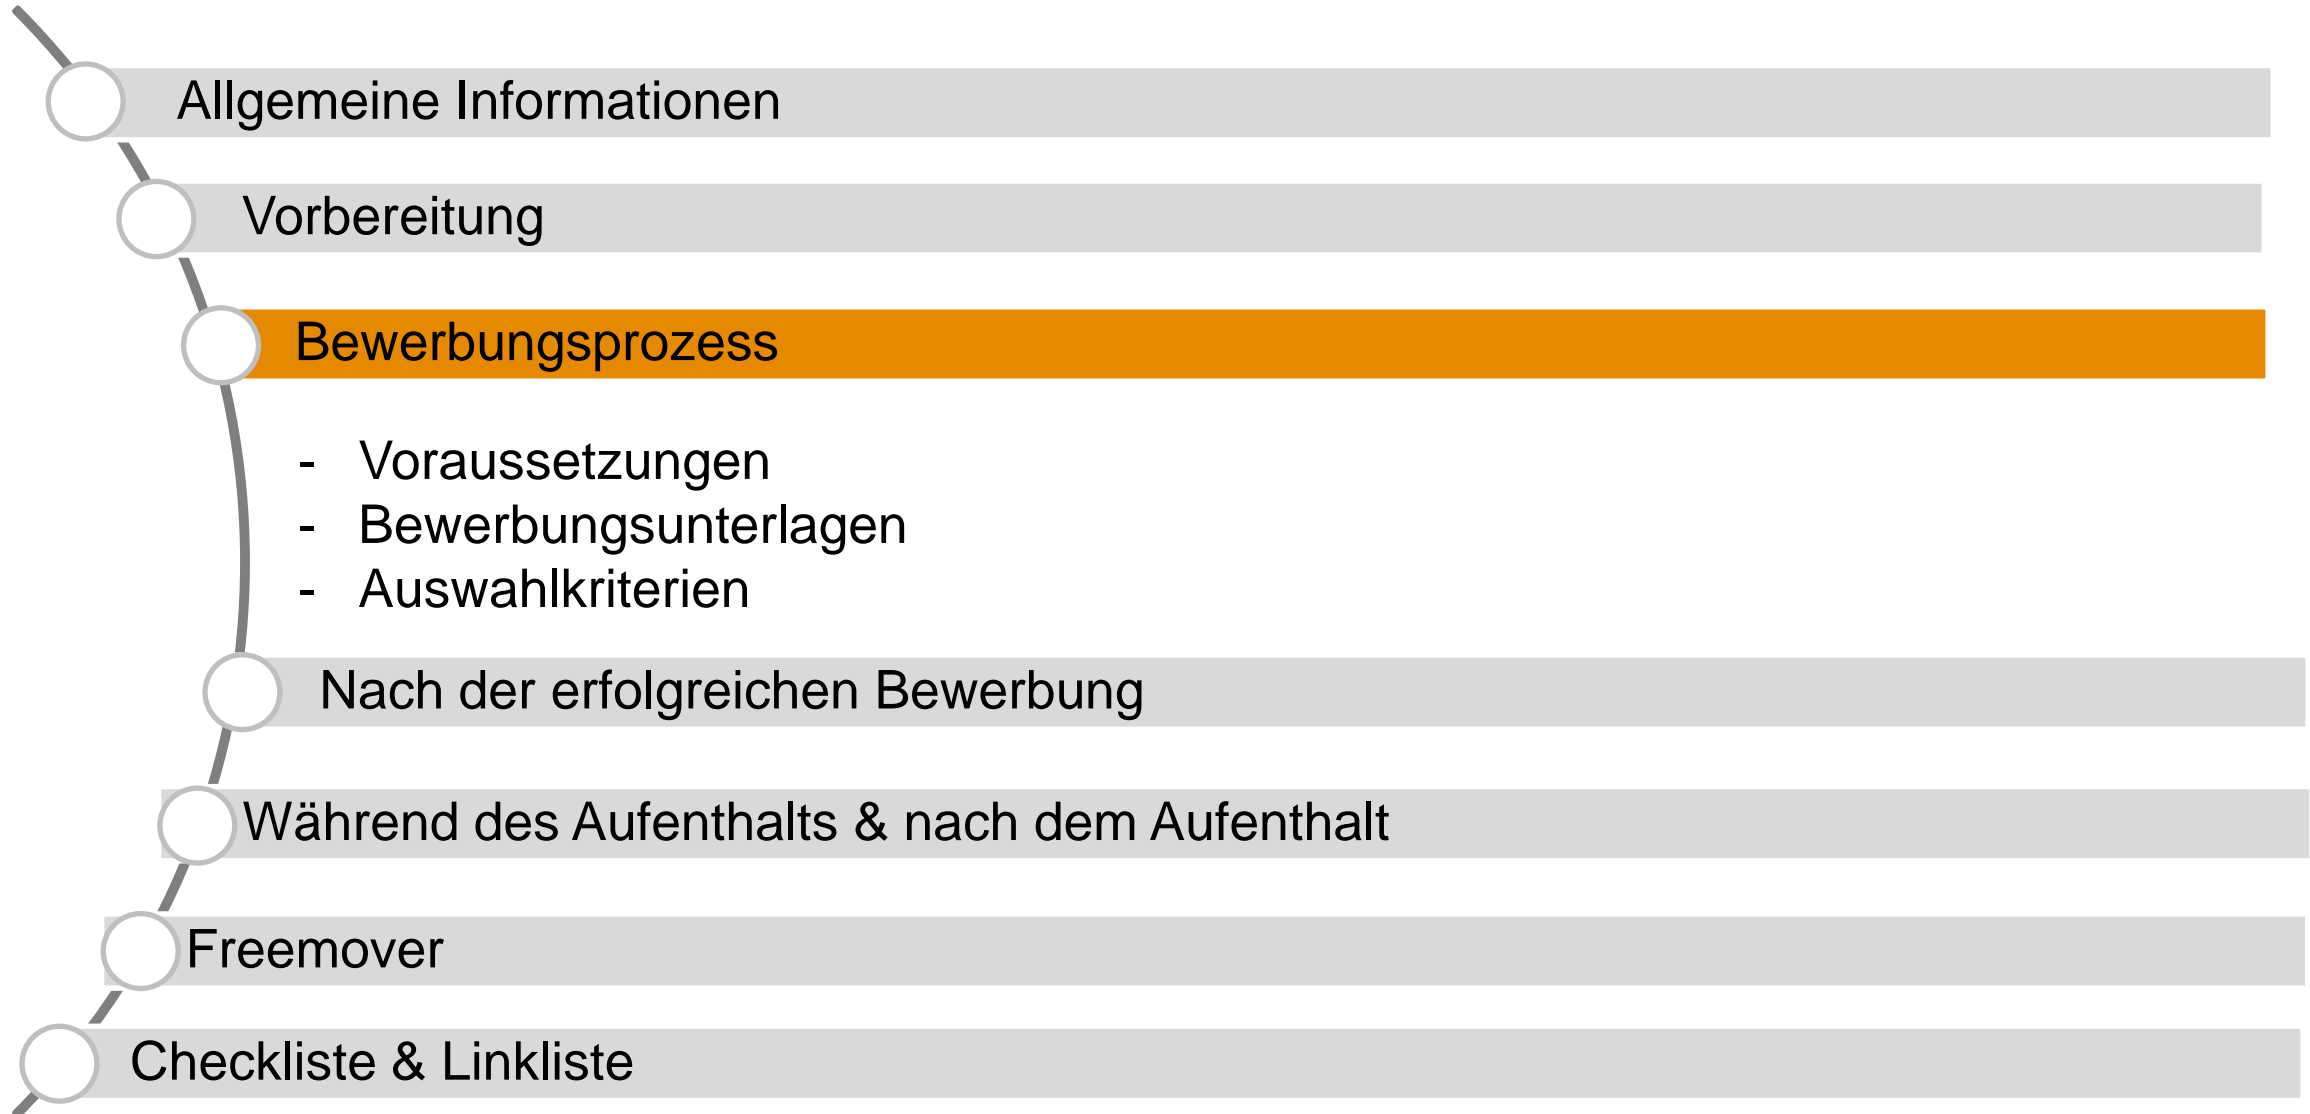 Allgemeine Informationen
Vorbereitung
Bewerbungsprozess
- Voraussetzungen
- Bewerbungsunterlagen
- Auswahlkriterien
Nach der erfolgreichen Bewerbung
Während des Aufenthalts & nach dem Aufenthalt
Freemover
Checkliste & Linkliste